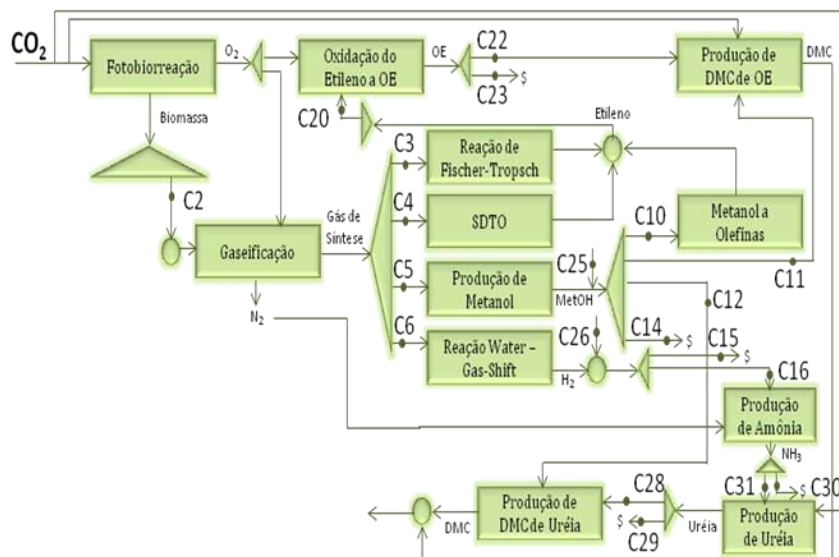 CO2
Fotobiorreação
O2
Oxidação do
Etileno a OE
OE
C22
C23
$
Produção de
DMC de OE
DMC
Biomassa
C20
Etileno
C2
C3
Reação de
Fischer-Tropsch
C4
SDTO
C10
Metanol a
Olefinas
C11
Gaseificação
Gás de
Síntese
N2
C5
Produção de
Metanol
C25
MetOH
C12
C6
Reação Water –
Gas-Shift
C26
H2
C14
$
C15
$
C16
Produção
de Amônia
NH3
C31
$
C30
Produção
de Uréia
Uréia
C28
$
C29
Produção de
DMC de Uréia
DMC